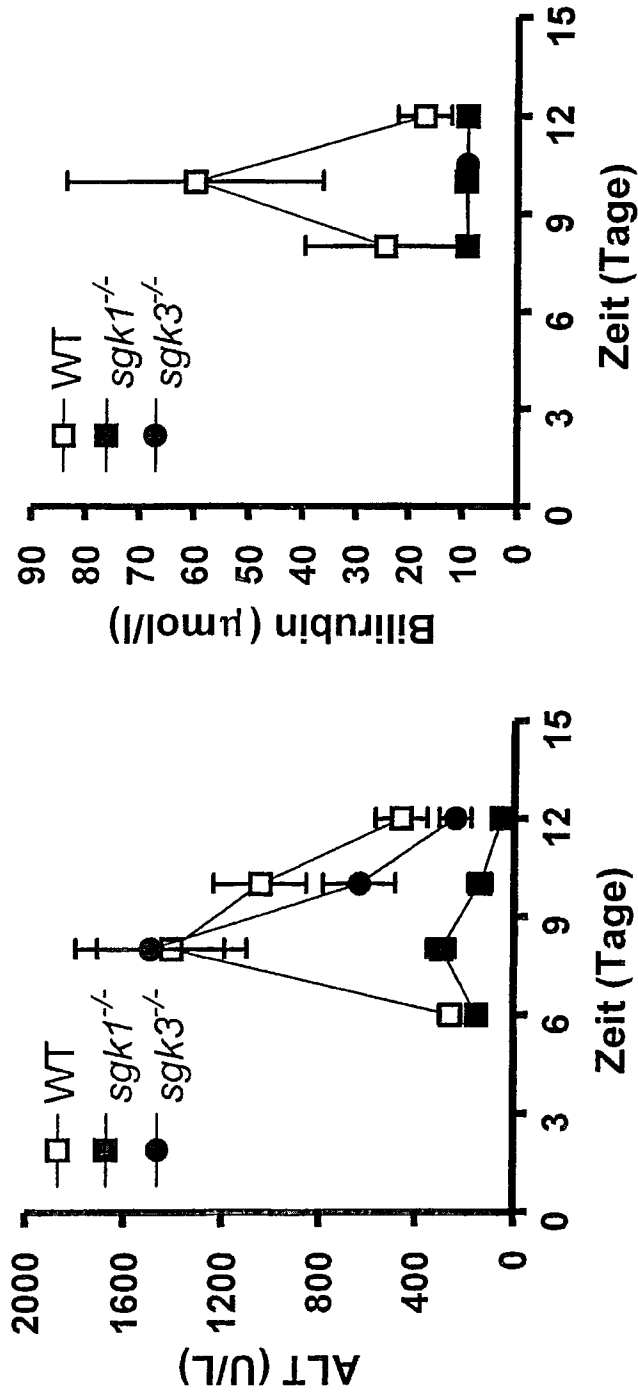 WT
sgk1-/-
sgk3-/-
ALT (U/L)
2000
1600
1200
800
400
0
0 3 6 9 12 15
Zeit (Tage)
WT
sgk1-/-
sgk3-/-
Bilirubin (µmol/l)
90
80
70
60
50
40
30
20
10
0
0 3 6 9 12 15
Zeit (Tage)